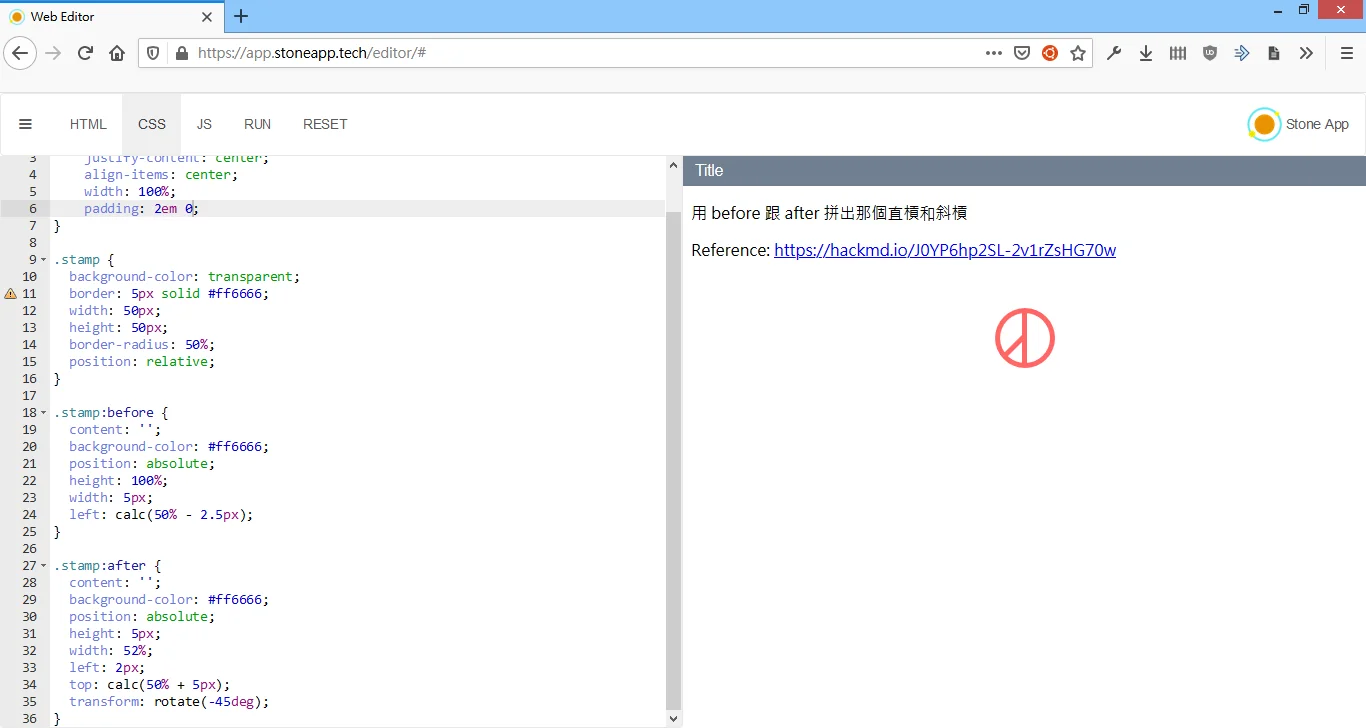 Web Editor
https://app.stoneapp.tech/editor/#
HTML CSS JS RUN RESET Stone App
3 justify-content: center;
4 align-items: center;
5 width: 100%;
6 padding: 2em 0;
7 }
8
9 .stamp {
10 background-color: transparent;
11 border: 5px solid #ff6666;
12 width: 50px;
13 height: 50px;
14 border-radius: 50%;
15 position: relative;
16 }
17
18 .stamp:before {
19 content: '';
20 background-color: #ff6666;
21 position: absolute;
22 height: 100%;
23 width: 5px;
24 left: calc(50% - 2.5px);
25 }
26
27 .stamp:after {
28 content: '';
29 background-color: #ff6666;
30 position: absolute;
31 height: 5px;
32 width: 52%;
33 left: 2px;
34 top: calc(50% + 5px);
35 transform: rotate(-45deg);
36 }
Title
用 before 跟 after 拼出那個直槓和斜槓
Reference: https://hackmd.io/J0YP6hp2SL-2v1rZsHG70w